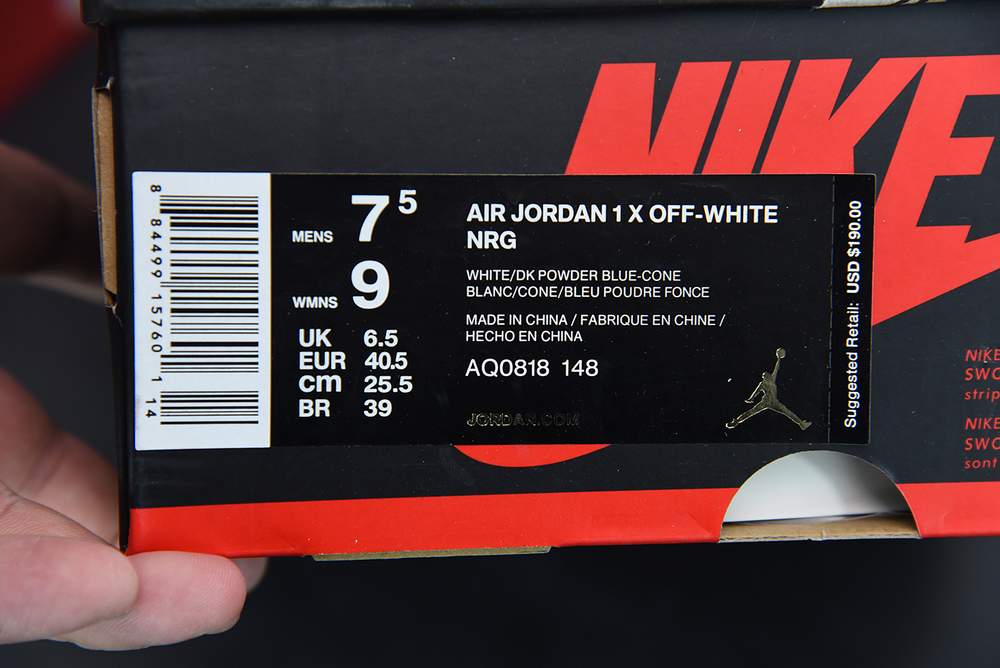 NIKE
8 84499 15760 1 14
MENS 7 5
WMNS 9
UK 6.5
EUR 40.5
cm 25.5
BR 39
AIR JORDAN 1 X OFF-WHITE
NRG
WHITE/DK POWDER BLUE-CONE
BLANC/CONE/BLEU POUDRE FONCE
MADE IN CHINA / FABRIQUE EN CHINE /
HECHO EN CHINA
AQ0818 148
JORDAN.COM
Suggested Retail: USD $190.00
NIKE
SWO
strip
NIKE
SWO
sont